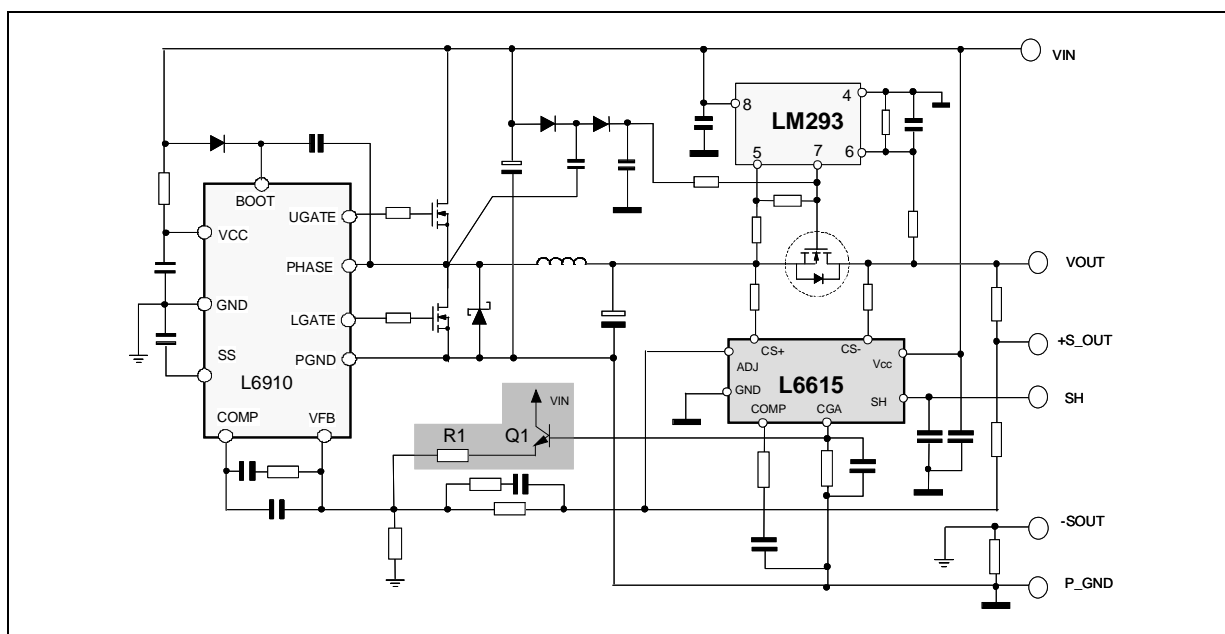 VIN
8
4
LM293
5
7
6
BOOT
UGATE
VCC
PHASE
VOUT
GND
LGATE
CS+
CS-
+S_OUT
SS
PGND
ADJ
Vcc
L6910
L6615
GND
SH
SH
VIN
COMP
CGA
COMP
VFB
R1
Q1
-SOUT
P_GND